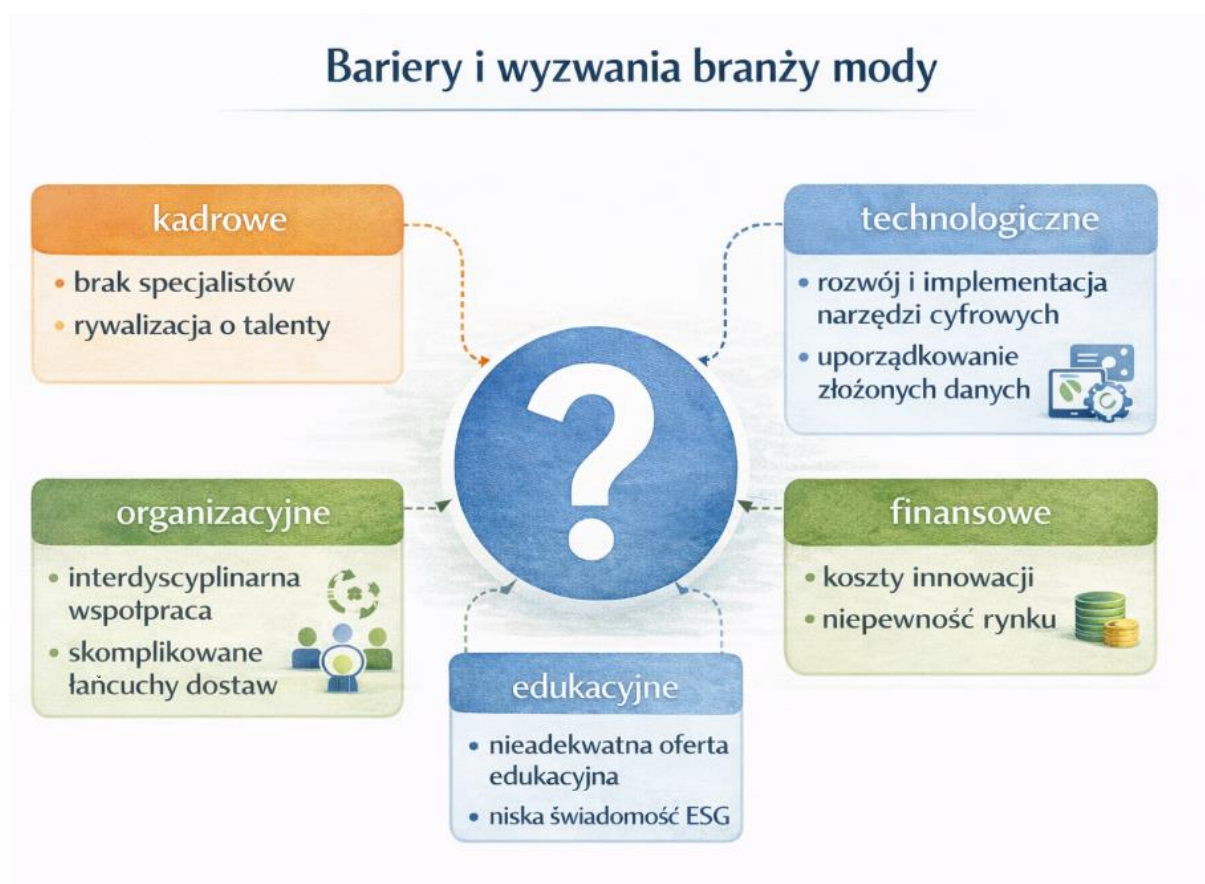 Bariery i wyzwania branży mody
kadrowe
• brak specjalistów
• rywalizacja o talenty
technologiczne
• rozwój i implementacja
narzędzi cyfrowych
• uporządkowanie
złożonych danych
?
organizacyjne
• interdyscyplinarna
wspołpraca
• skomplikowane
łańcuchy dostaw
finansowe
• koszty innowacji
• niepewność rynku
edukacyjne
• nieadekwatna oferta
edukacyjna
• niska świadomość ESG